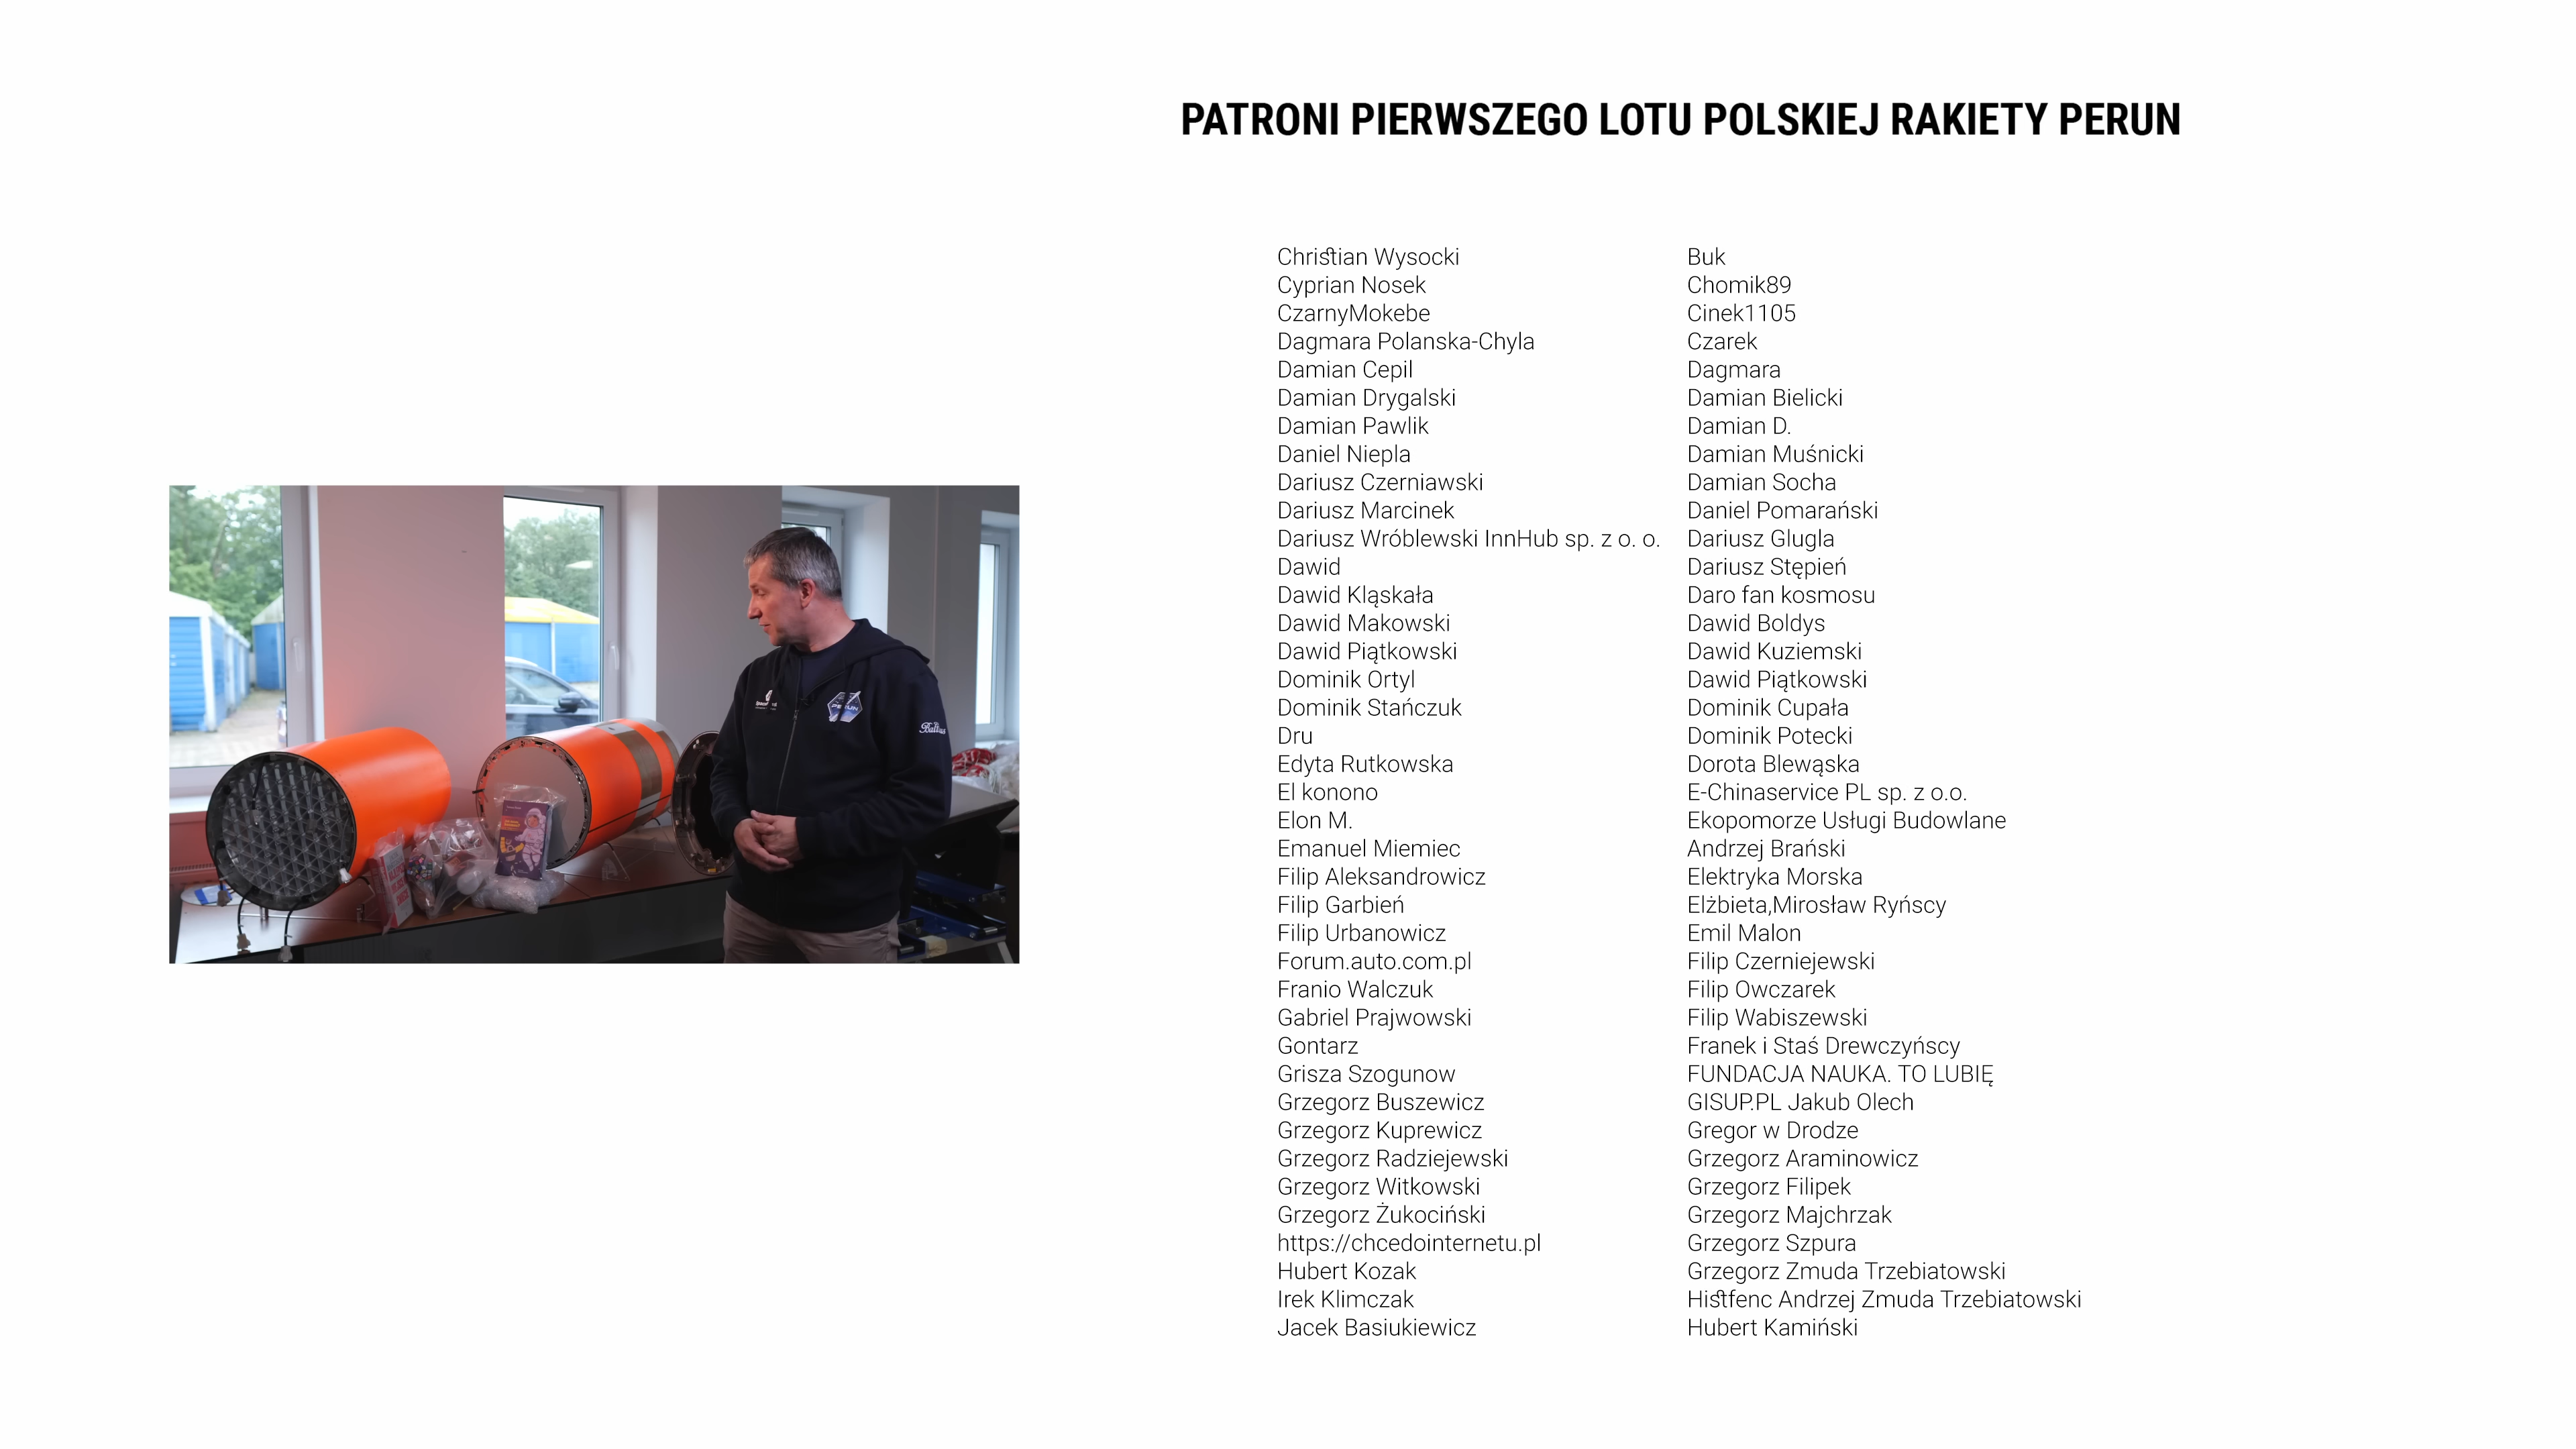 PATRONI PIERWSZEGO LOTU POLSKIEJ RAKIETY PERUN
Christian Wysocki
Cyprian Nosek
CzarnyMokebe
Dagmara Polanska-Chyla
Damian Cepil
Damian Drygalski
Damian Pawlik
Daniel Niepla
Dariusz Czerniawski
Dariusz Marcinek
Dariusz Wróblewski InnHub sp. z o. o.
Dawid
Dawid Kląskała
Dawid Makowski
Dawid Piątkowski
Dominik Ortyl
Dominik Stańczuk
Dru
Edyta Rutkowska
El konono
Elon M.
Emanuel Miemiec
Filip Aleksandrowicz
Filip Garbień
Filip Urbanowicz
Forum.auto.com.pl
Franio Walczuk
Gabriel Prajwowski
Gontarz
Grisza Szogunow
Grzegorz Buszewicz
Grzegorz Kuprewicz
Grzegorz Radziejewski
Grzegorz Witkowski
Grzegorz Żukociński
https://chcedointernetu.pl
Hubert Kozak
Irek Klimczak
Jacek Basiukiewicz
Buk
Chomik89
Cinek1105
Czarek
Dagmara
Damian Bielicki
Damian D.
Damian Muśnicki
Damian Socha
Daniel Pomarański
Dariusz Glugla
Dariusz Stępień
Daro fan kosmosu
Dawid Boldys
Dawid Kuziemski
Dawid Piątkowski
Dominik Cupała
Dominik Potecki
Dorota Blewąska
E-Chinaservice PL sp. z o.o.
Ekopomorze Usługi Budowlane
Andrzej Brański
Elektryka Morska
Elżbieta,Mirosław Ryńscy
Emil Malon
Filip Czerniejewski
Filip Owczarek
Filip Wabiszewski
Franek i Staś Drewczyńscy
FUNDACJA NAUKA. TO LUBIĘ
GISUP.PL Jakub Olech
Gregor w Drodze
Grzegorz Araminowicz
Grzegorz Filipek
Grzegorz Majchrzak
Grzegorz Szpura
Grzegorz Zmuda Trzebiatowski
Histfenc Andrzej Zmuda Trzebiatowski
Hubert Kamiński
PERUN